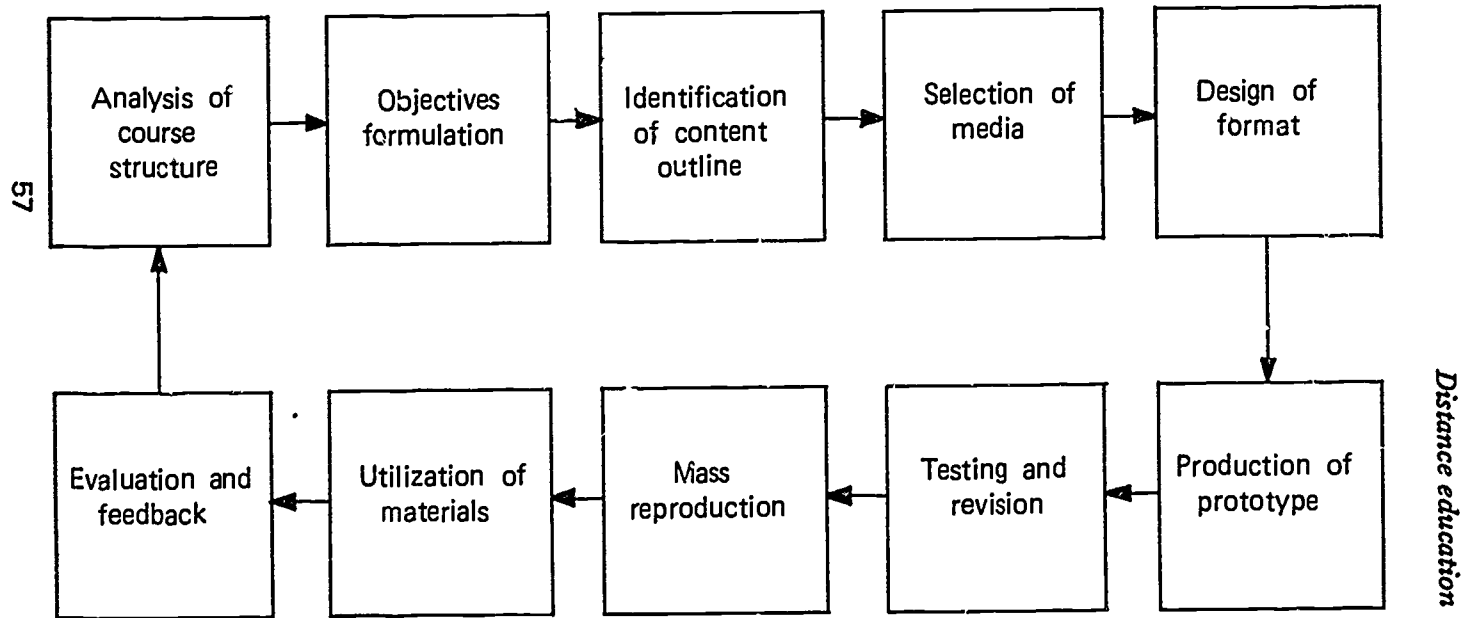 Analysis of
course
structure
Objectives
formulation
Identification
of content
outline
Selection of
media
Design of
format
Production of
prototype
Testing and
revision
Mass
reproduction
Utilization of
materials
Evaluation and
feedback
57
Distance education